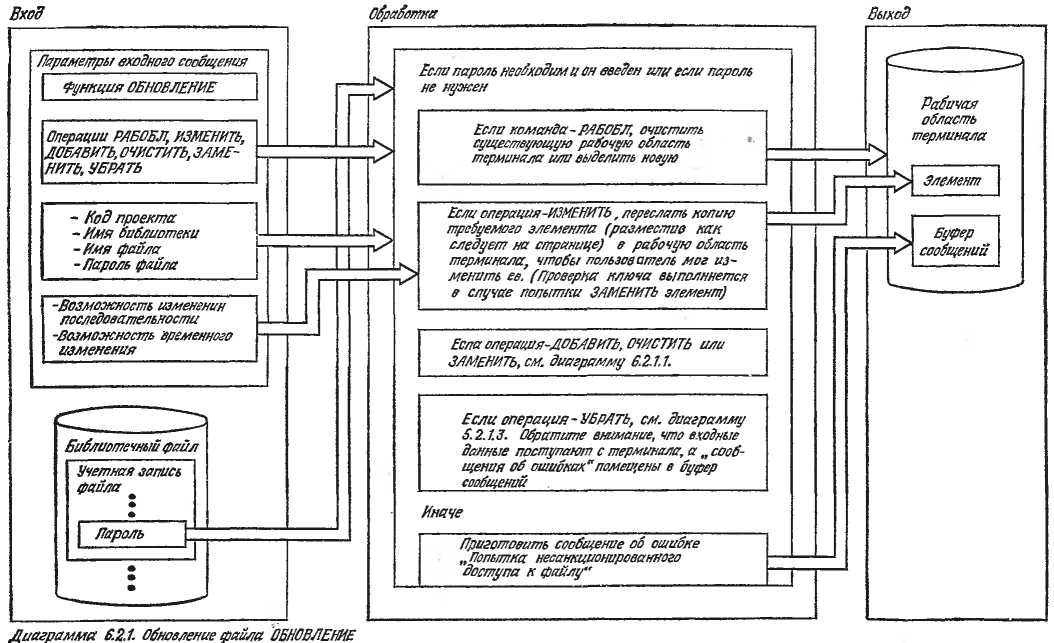 Вход
Параметры входного сообщения
Функция ОБНОВЛЕНИЕ
Операции РАБОБЛ, ИЗМЕНИТЬ,
ДОБАВИТЬ, ОЧИСТИТЬ, ЗАМЕ-
НИТЬ, УБРАТЬ
- Код проекта
- Имя библиотеки
- Имя файла
- Пароль файла
-Возможность изменения
последовательности
-Возможность временного
изменения
Библиотечный файл
Учетная запись
файла
Пароль
Обработка
Если пароль необходим и он введен или если пароль
не нужен
Если команда-РАБОБЛ, очистить
существующую рабочую область
терминала или выделить новую
Если операция-ИЗМЕНИТЬ, переслать копию
требуемого элемента (разместив как
следует на странице) в рабочую область
терминала, чтобы пользователь мог из-
менить ее. (Проверка ключа выполняется
в случае попытки ЗАМЕНИТЬ элемент)
Если операция-ДОБАВИТЬ, ОЧИСТИТЬ или
ЗАМЕНИТЬ, см. диаграмму 6.2.1.1.
Если операция-УБРАТЬ, см. диаграмму
5.2.1.3. Обратите внимание, что входные
данные поступают с терминала, а „сооб-
щения об ошибках" помещены в буфер
сообщений
Иначе
Приготовить сообщение об ошибке
„Попытка несанкционированного
доступа к файлу"
Выход
Рабичая
область
терминала
Элемент
Буфер
сообщений
Диаграмма 6.2.1. Обновление файла ОБНОВЛЕНИЕ